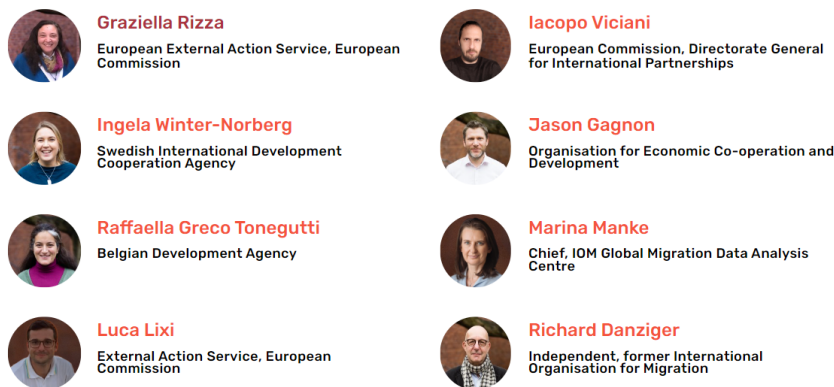 Graziella Rizza
European External Action Service, European
Commission
Iacopo Viciani
European Commission, Directorate General
for International Partnerships
Ingela Winter-Norberg
Swedish International Development
Cooperation Agency
Jason Gagnon
Organisation for Economic Co-operation and
Development
Raffaella Greco Tonegutti
Belgian Development Agency
Marina Manke
Chief, IOM Global Migration Data Analysis
Centre
Luca Lixi
External Action Service, European
Commission
Richard Danziger
Independent, former International
Organisation for Migration